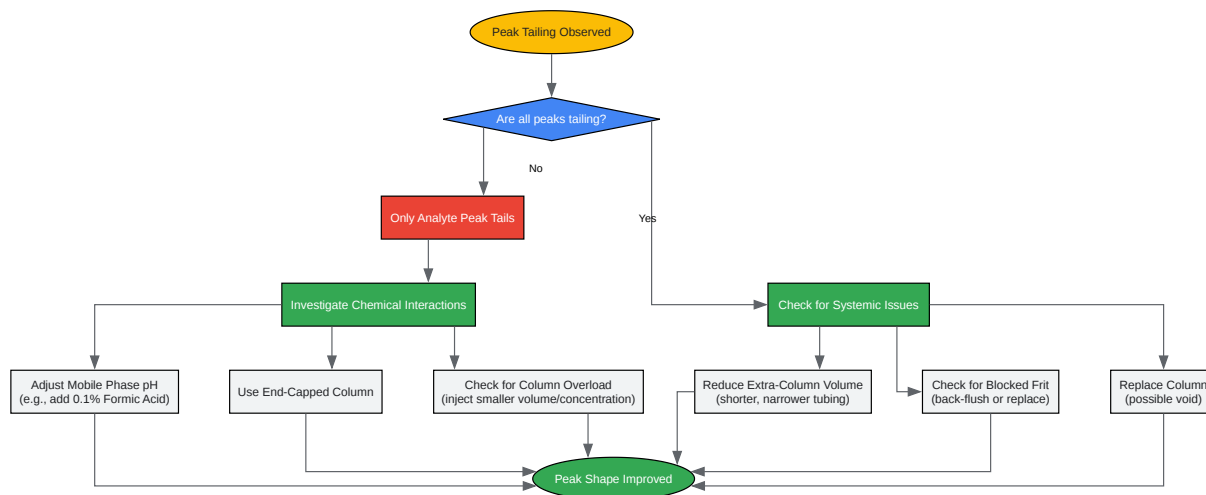 Peak Tailing Observed
Are all peaks tailing?
No
Only Analyte Peak Tails
Yes
Investigate Chemical Interactions
Check for Systemic Issues
Adjust Mobile Phase pH
(e.g., add 0.1% Formic Acid)
Use End-Capped Column
Check for Column Overload
(inject smaller volume/concentration)
Reduce Extra-Column Volume
(shorter, narrower tubing)
Check for Blocked Frit
(back-flush or replace)
Replace Column
(possible void)
Peak Shape Improved